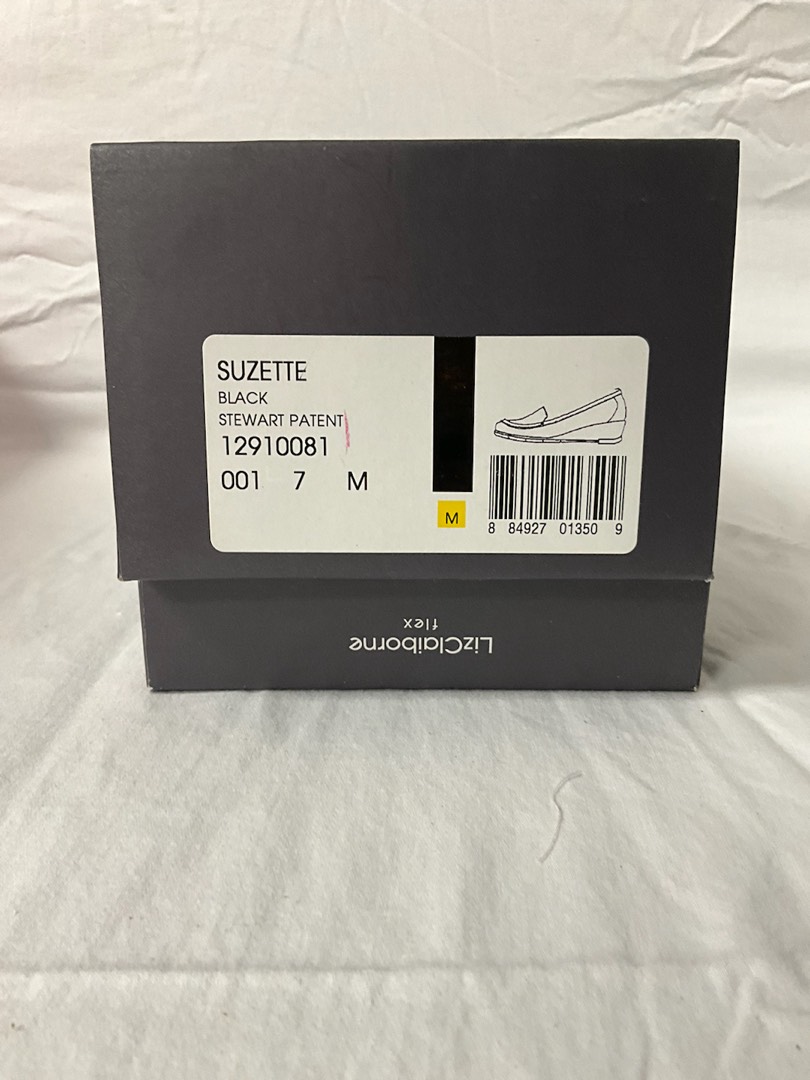 SUZETTE
BLACK
STEWART PATENT
12910081
001 7 M
M
8 84927 01350 9
LizClaiborne
flex